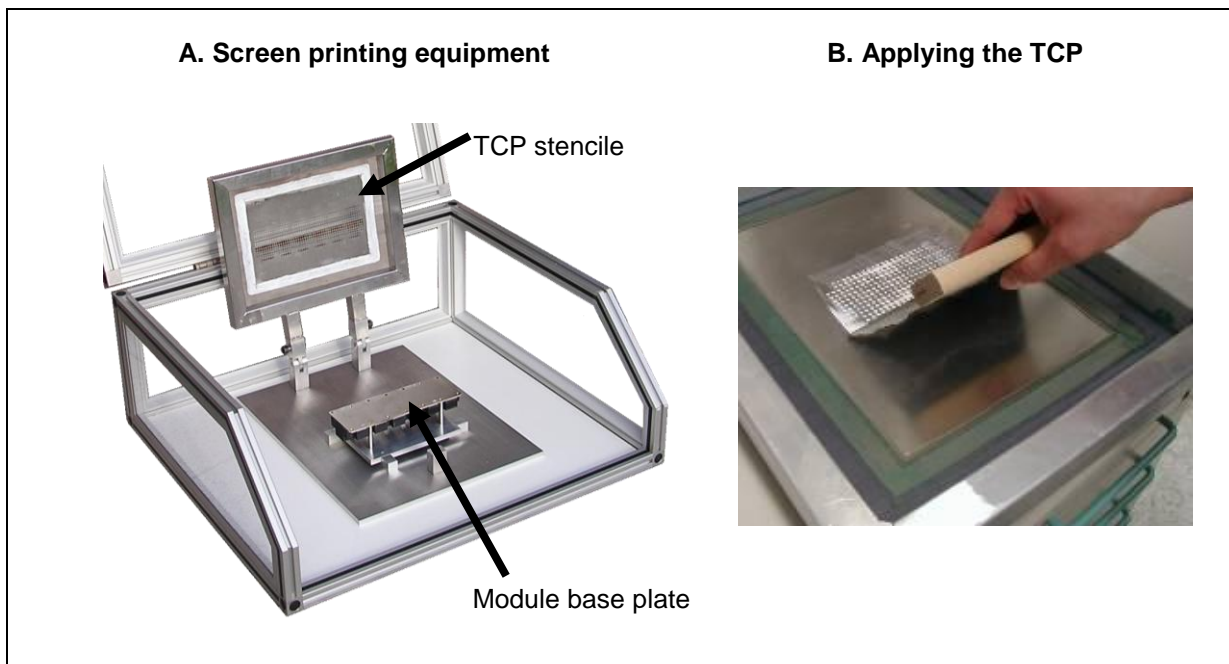 A. Screen printing equipment
B. Applying the TCP
TCP stencile
Module base plate